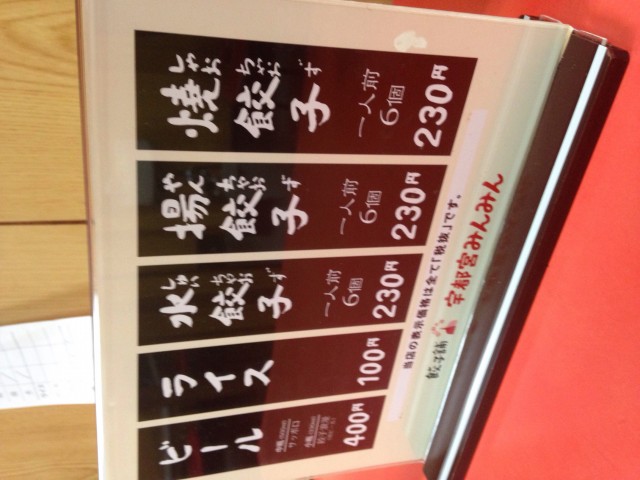 しゃお ちゃお ず
焼餃子
一人前
6個
230円
やん ちゃお ず
揚餃子
一人前
6個
230円
しゅい ちゃお ず
水餃子
一人前
6個
230円
ライス
100円
ビール
サッポロ
400円
当店の表示価格は全て「税抜」です。
餃子舗 宇都宮みんみん